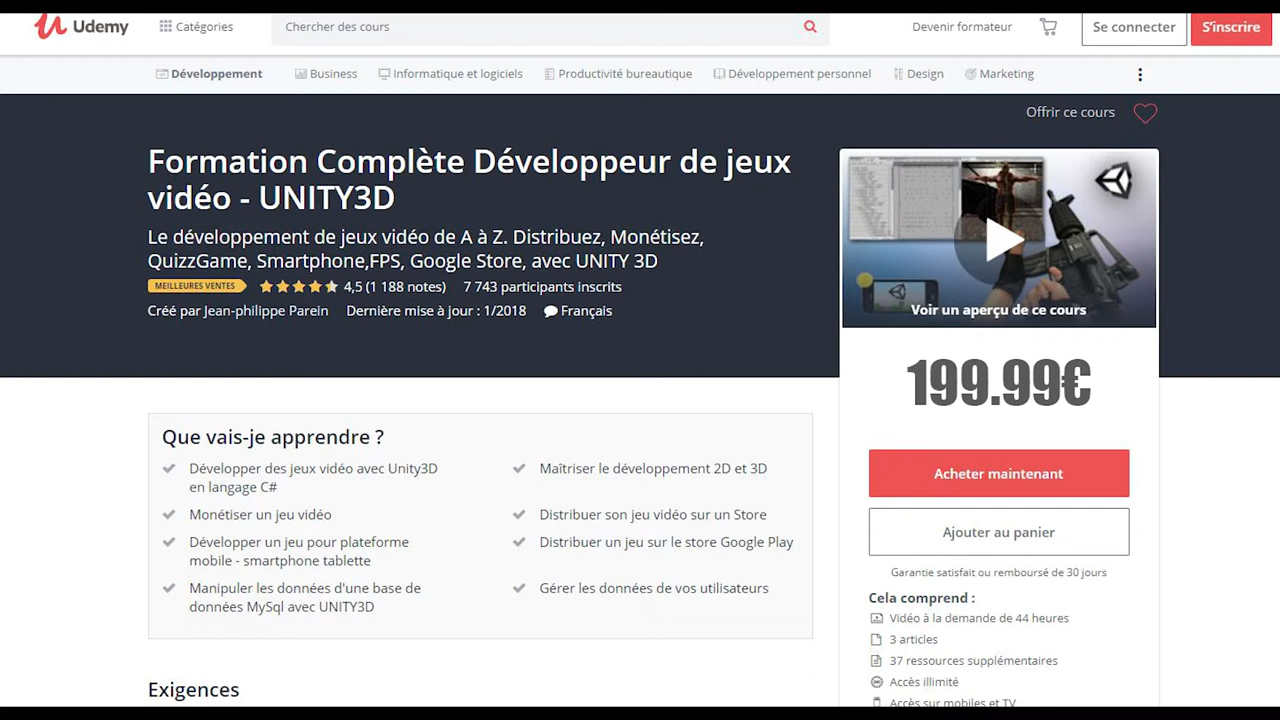 Udemy
Catégories
Chercher des cours
Devenir formateur
Se connecter
S'inscrire
Développement
Business
Informatique et logiciels
Productivité bureautique
Développement personnel
Design
Marketing
Offrir ce cours
Formation Complète Développeur de jeux
vidéo - UNITY3D
Le développement de jeux vidéo de A à Z. Distribuez, Monétisez,
QuizzGame, Smartphone,FPS, Google Store, avec UNITY 3D
MEILLEURES VENTES
4,5 (1 188 notes)
7 743 participants inscrits
Créé par Jean-philippe Parein
Dernière mise à jour : 1/2018
Français
Voir un aperçu de ce cours
199.99€
Acheter maintenant
Ajouter au panier
Garantie satisfait ou remboursé de 30 jours
Cela comprend :
Vidéo à la demande de 44 heures
3 articles
37 ressources supplémentaires
Accès illimité
Accès sur mobiles et TV
Que vais-je apprendre ?
Développer des jeux vidéo avec Unity3D
en langage C#
Maîtriser le développement 2D et 3D
Monétiser un jeu vidéo
Distribuer son jeu vidéo sur un Store
Développer un jeu pour plateforme
mobile - smartphone tablette
Distribuer un jeu sur le store Google Play
Manipuler les données d'une base de
données MySql avec UNITY3D
Gérer les données de vos utilisateurs
Exigences